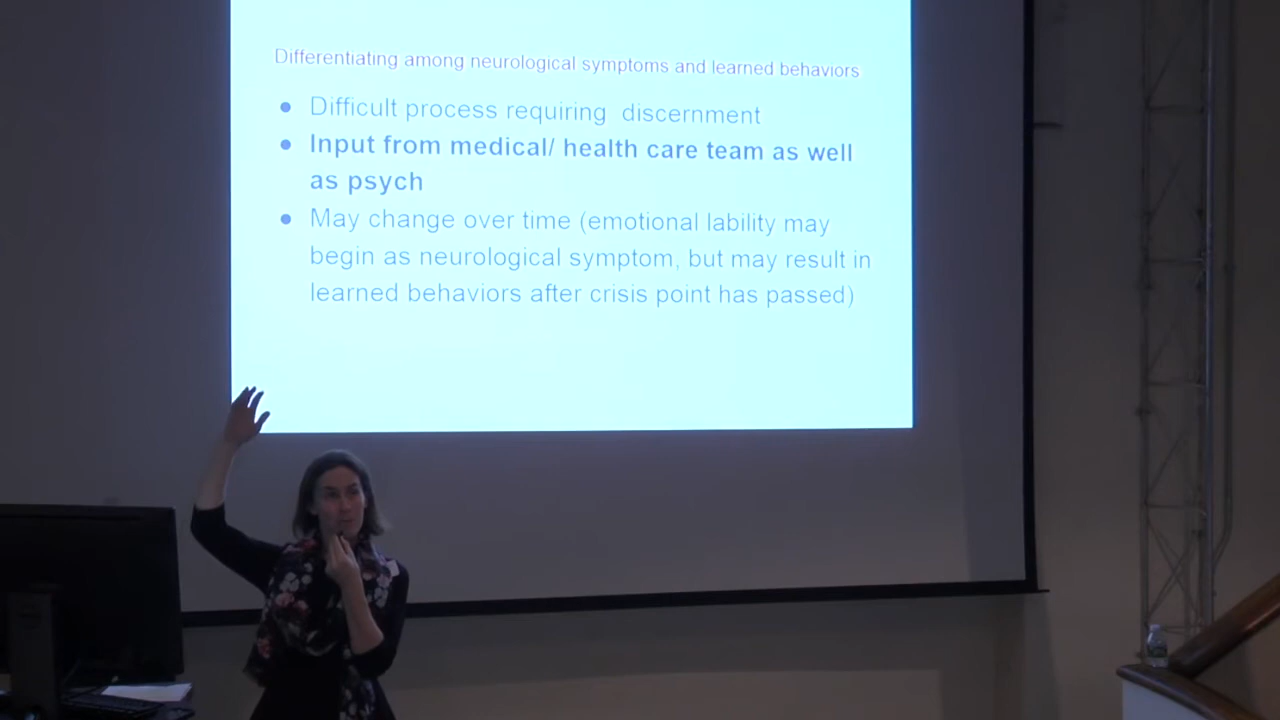 Differentiating among neurological symptoms and learned behaviors
● Difficult process requiring discernment
● Input from medical/ health care team as well
as psych
● May change over time (emotional lability may
begin as neurological symptom, but may result in
learned behaviors after crisis point has passed)